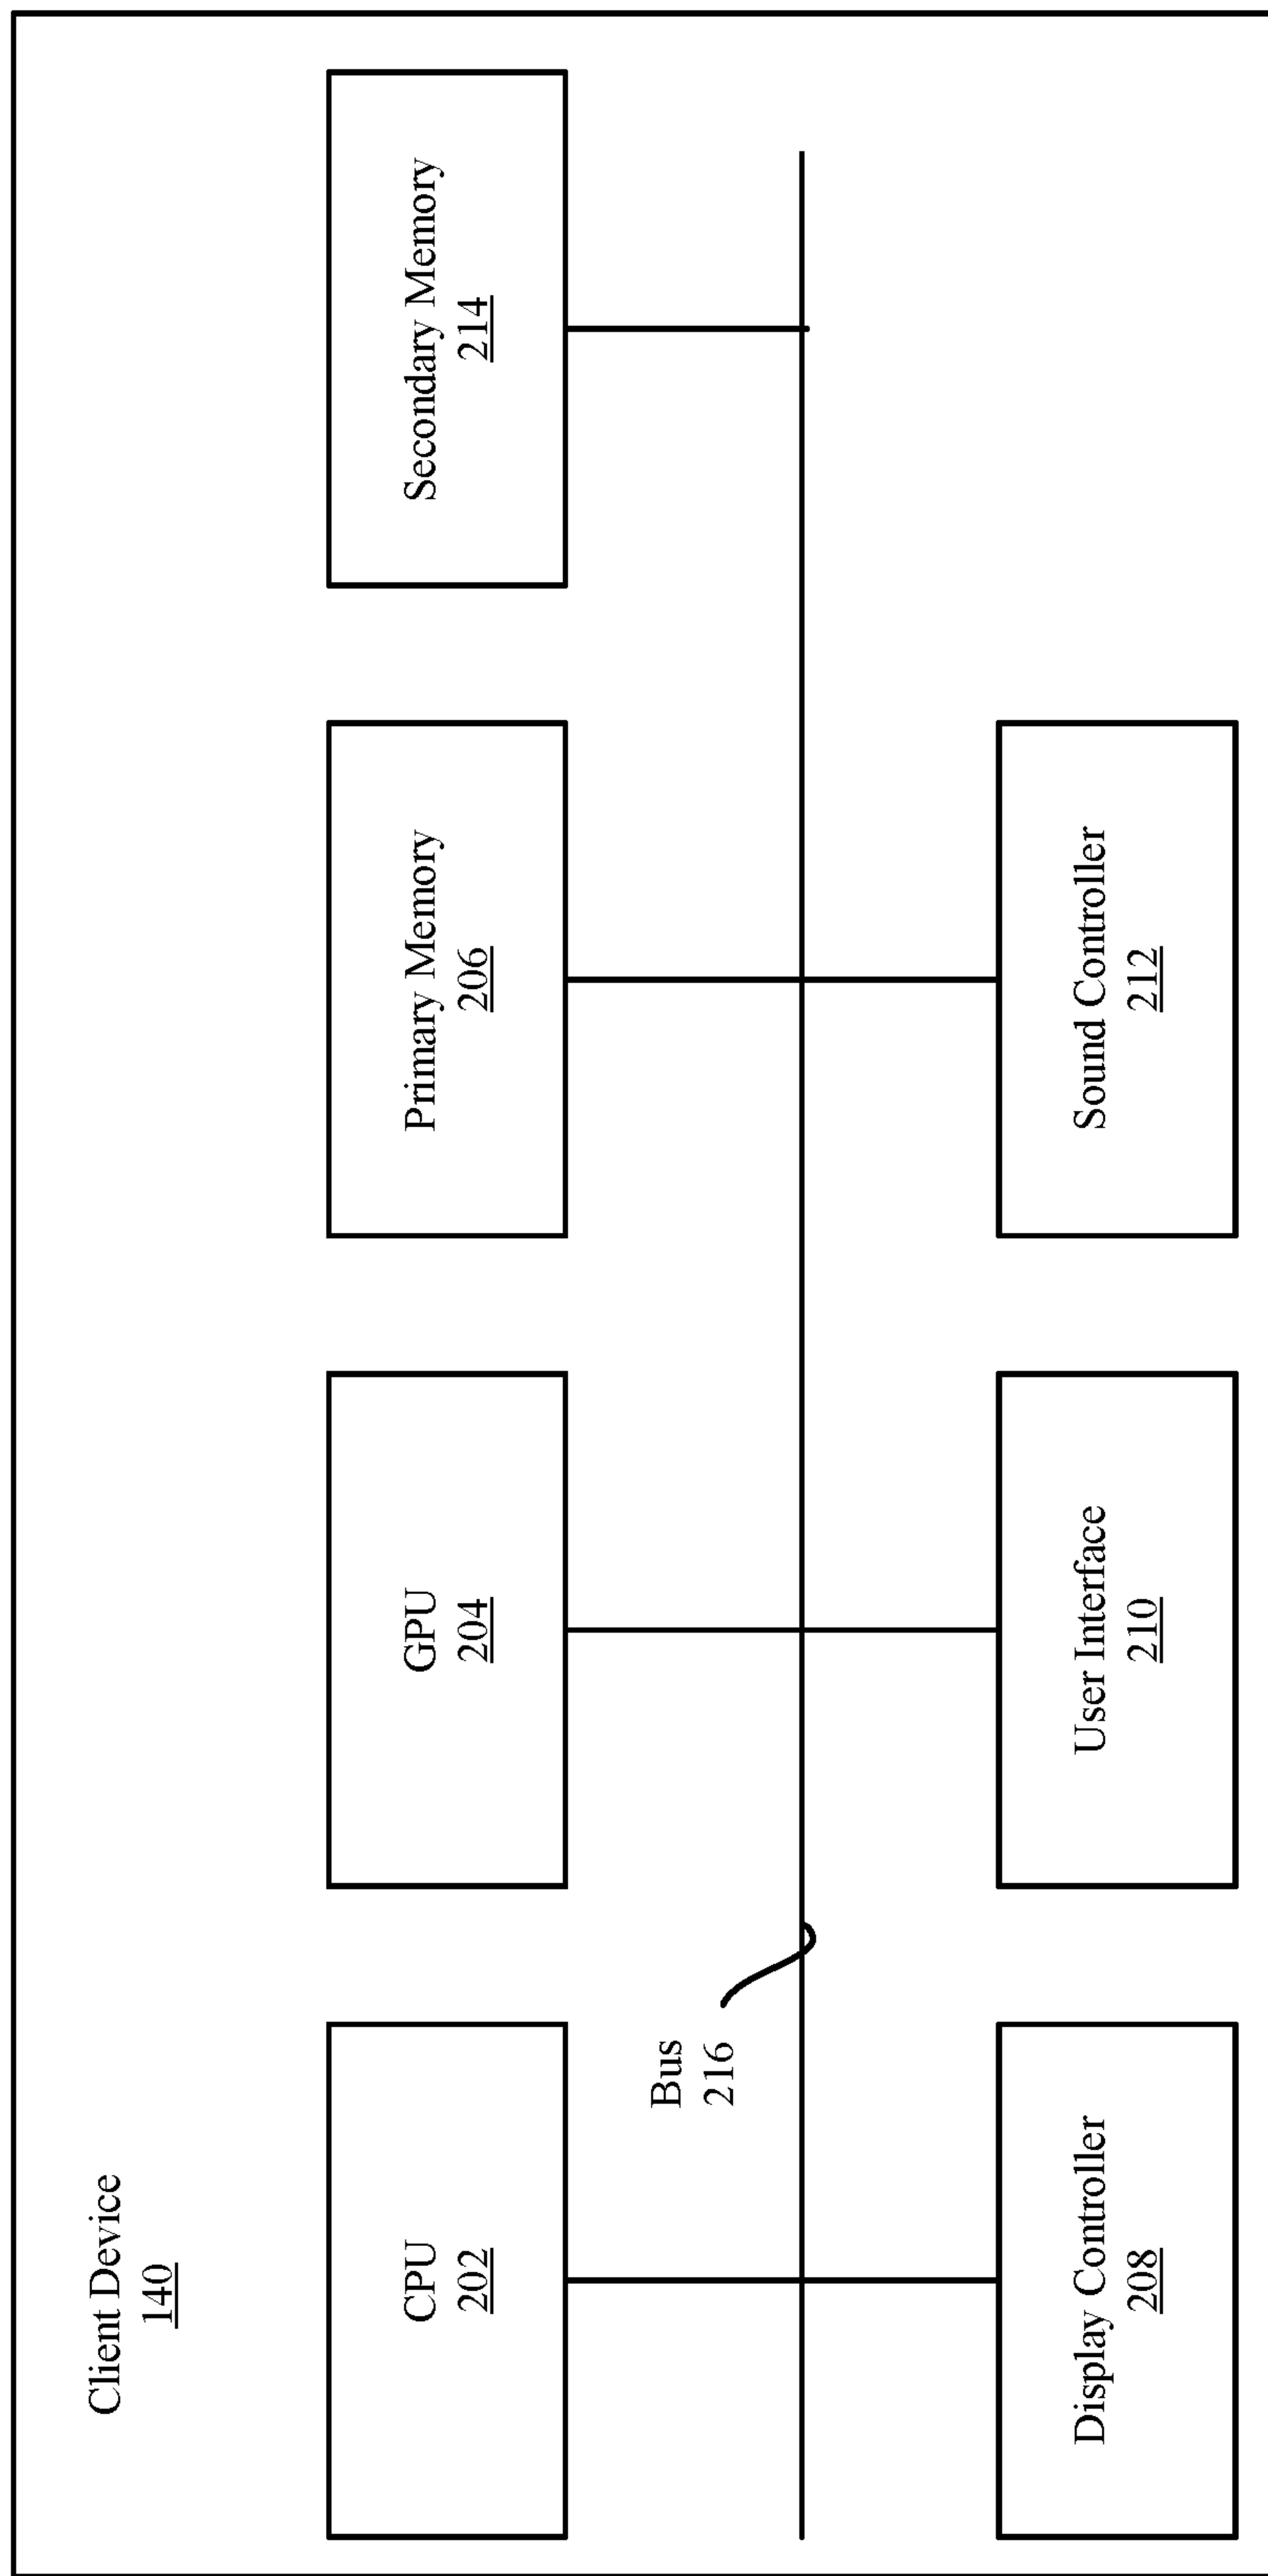 Client Device
140
CPU
202
GPU
204
Primary Memory
206
Secondary Memory
214
Bus
216
Display Controller
208
User Interface
210
Sound Controller
212